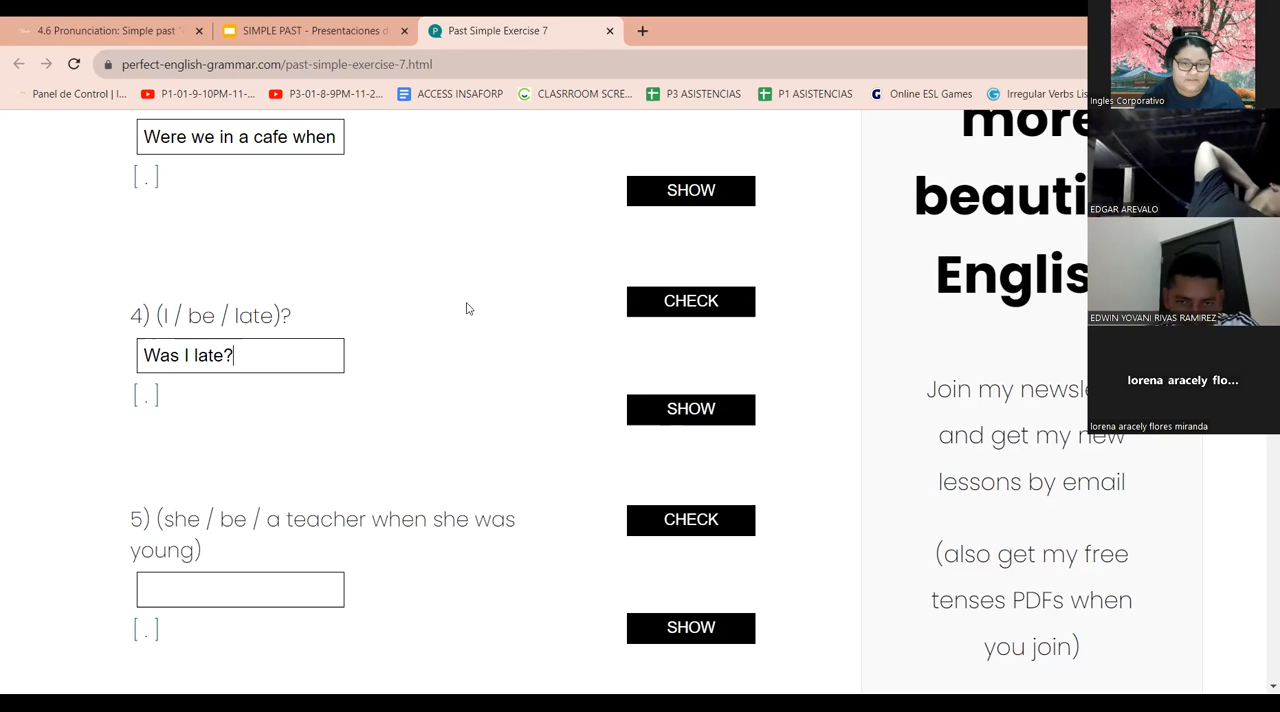 4.6 Pronunciation: Simple past
SIMPLE PAST - Presentaciones d
Past Simple Exercise 7
perfect-english-grammar.com/past-simple-exercise-7.html
Panel de Control | I...
P1-01-9-10PM-11-...
P3-01-8-9PM-11-2...
ACCESS INSAFORP
CLASRROOM SCRE...
P3 ASISTENCIAS
P1 ASISTENCIAS
Online ESL Games
Irregular Verbs Lis
Were we in a cafe when
[ . ]
SHOW
CHECK
4) (I / be / late)?
Was I late?
[ . ]
SHOW
5) (she / be / a teacher when she was
young)
CHECK
[ . ]
SHOW
more
beauti
Englis
Join my newsle
and get my new
lessons by email
(also get my free
tenses PDFs when
you join)
Ingles Corporativo
EDGAR AREVALO
EDWIN YOVANI RIVAS RAMIREZ
lorena aracely flo...
lorena aracely flores miranda